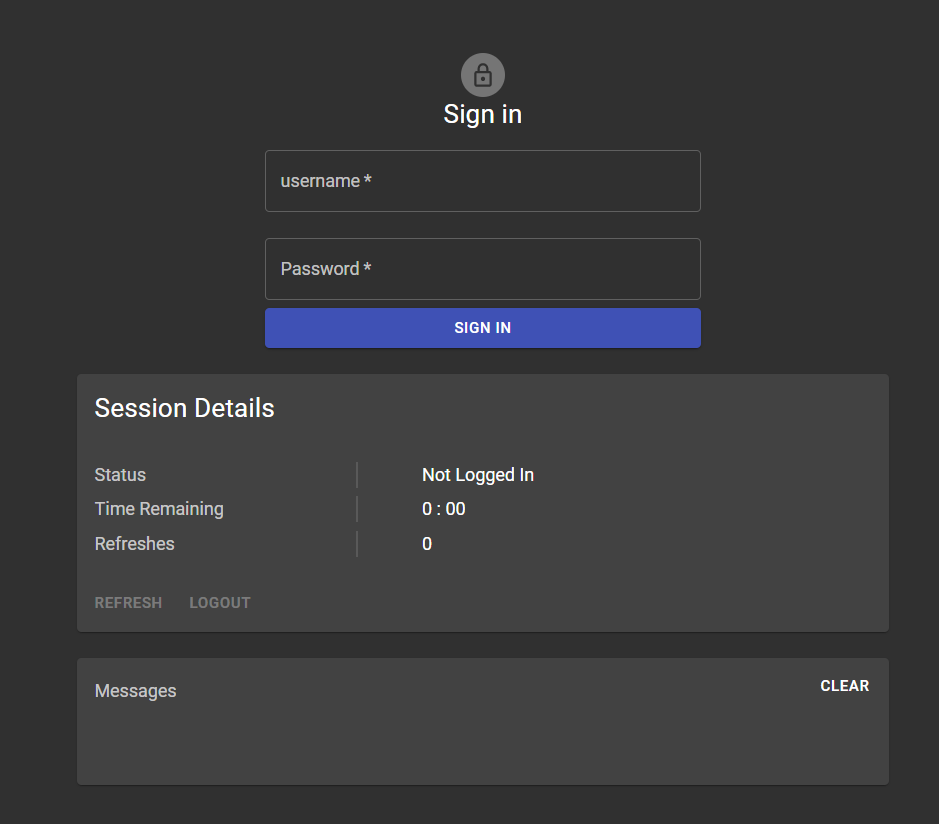 Sign in
username *
Password *
SIGN IN
Session Details
Status Not Logged In
Time Remaining 0 : 00
Refreshes 0
REFRESH LOGOUT
Messages CLEAR